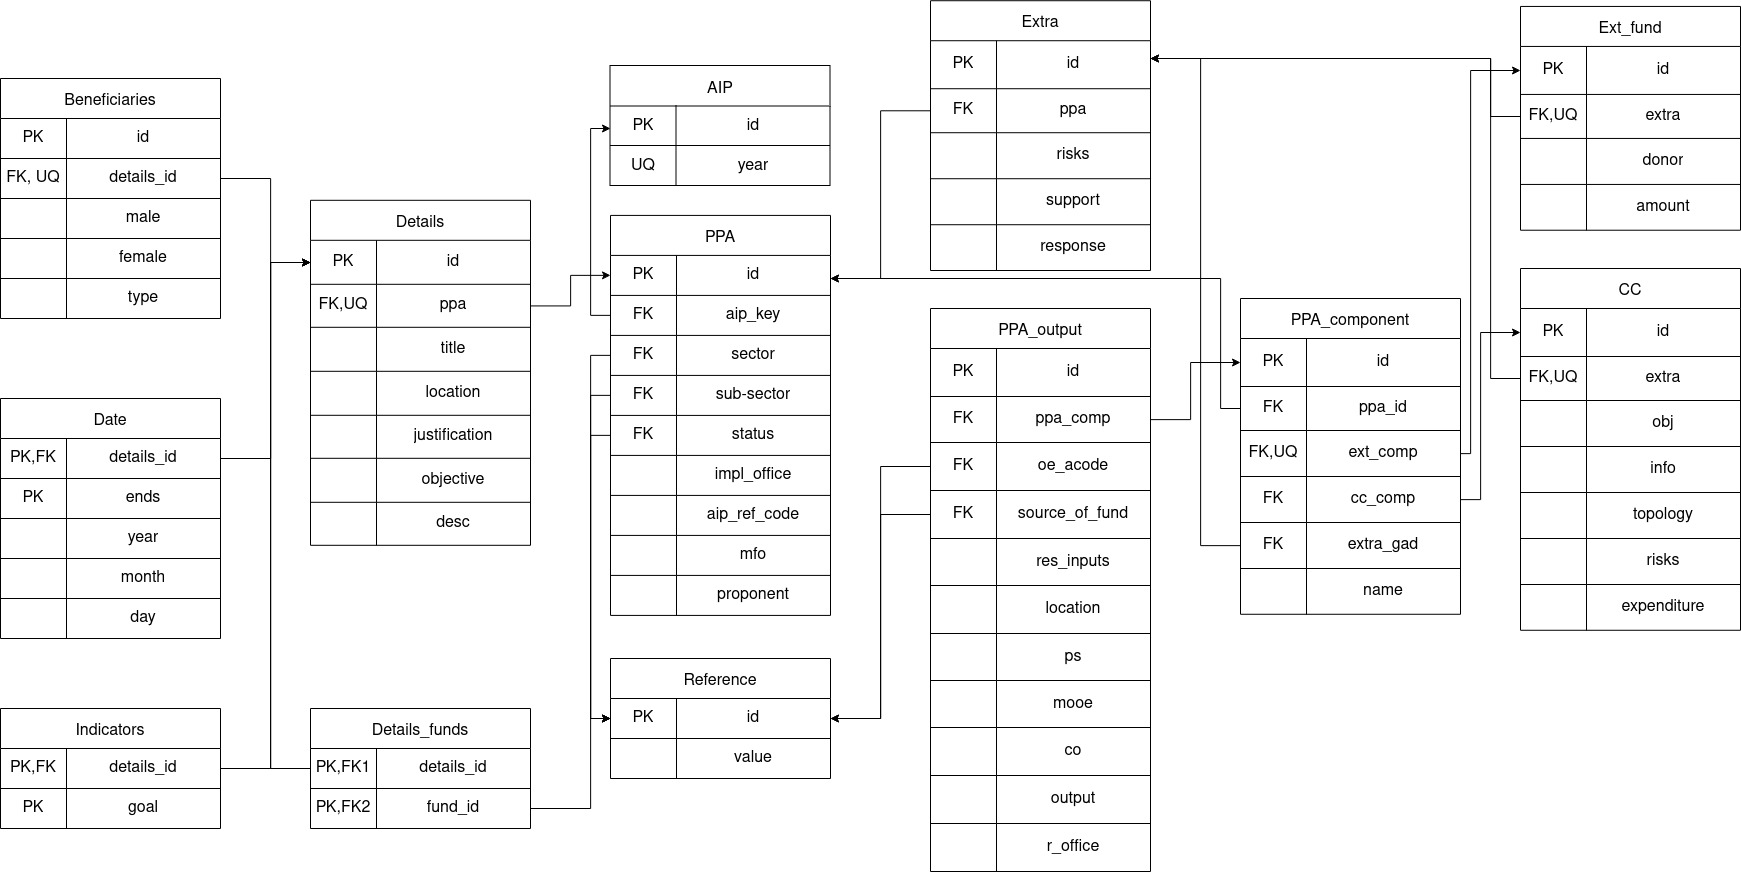 Beneficiaries
PK id
FK, UQ details_id
male
female
type
Date
PK,FK details_id
PK ends
year
month
day
Indicators
PK,FK details_id
PK goal
Details
PK id
FK,UQ ppa
title
location
justification
objective
desc
Details_funds
PK,FK1 details_id
PK,FK2 fund_id
AIP
PK id
UQ year
PPA
PK id
FK aip_key
FK sector
FK sub-sector
FK status
impl_office
aip_ref_code
mfo
proponent
Reference
PK id
value
Extra
PK id
FK ppa
risks
support
response
PPA_output
PK id
FK ppa_comp
FK oe_acode
FK source_of_fund
res_inputs
location
ps
mooe
co
output
r_office
PPA_component
PK id
FK ppa_id
FK,UQ ext_comp
FK cc_comp
FK extra_gad
name
Ext_fund
PK id
FK,UQ extra
donor
amount
CC
PK id
FK,UQ extra
obj
info
topology
risks
expenditure